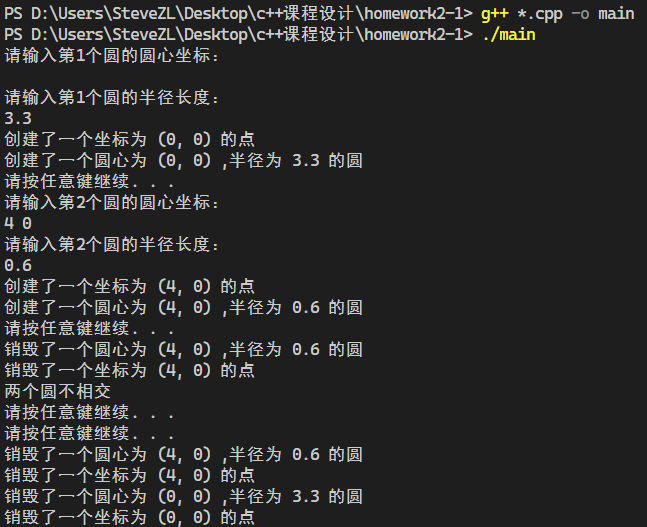 PS D:\Users\SteveZL\Desktop\c++课程设计\homework2-1> g++ *.cpp -o main
PS D:\Users\SteveZL\Desktop\c++课程设计\homework2-1> ./main
请输入第1个圆的圆心坐标：
请输入第1个圆的半径长度：
3.3
创建了一个坐标为 (0, 0) 的点
创建了一个圆心为 (0, 0) ,半径为 3.3 的圆
请按任意键继续. . .
请输入第2个圆的圆心坐标：
4 0
请输入第2个圆的半径长度：
0.6
创建了一个坐标为 (4, 0) 的点
创建了一个圆心为 (4, 0) ,半径为 0.6 的圆
请按任意键继续. . .
销毁了一个圆心为 (4, 0) ,半径为 0.6 的圆
销毁了一个坐标为 (4, 0) 的点
两个圆不相交
请按任意键继续. . .
请按任意键继续. . .
销毁了一个圆心为 (4, 0) ,半径为 0.6 的圆
销毁了一个坐标为 (4, 0) 的点
销毁了一个圆心为 (0, 0) ,半径为 3.3 的圆
销毁了一个坐标为 (0, 0) 的点